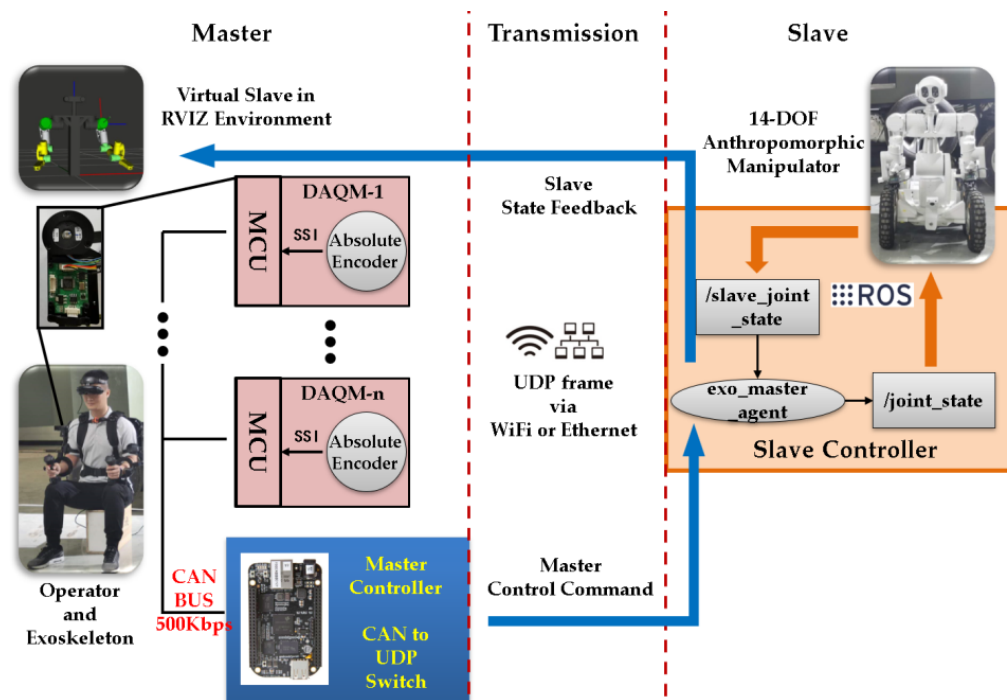 Master
Transmission
Slave
Virtual Slave in
RVIZ Environment
14-DOF
Anthropomorphic
Manipulator
DAQM-1
MCU
SSI
Absolute
Encoder
Slave
State Feedback
/slave_joint
_state
ROS
DAQM-n
MCU
SSI
Absolute
Encoder
UDP frame
via
WiFi or Ethernet
exo_master
_agent
/joint_state
Slave Controller
Operator
and
Exoskeleton
CAN
BUS
500Kbps
Master
Controller
CAN to
UDP
Switch
Master
Control Command